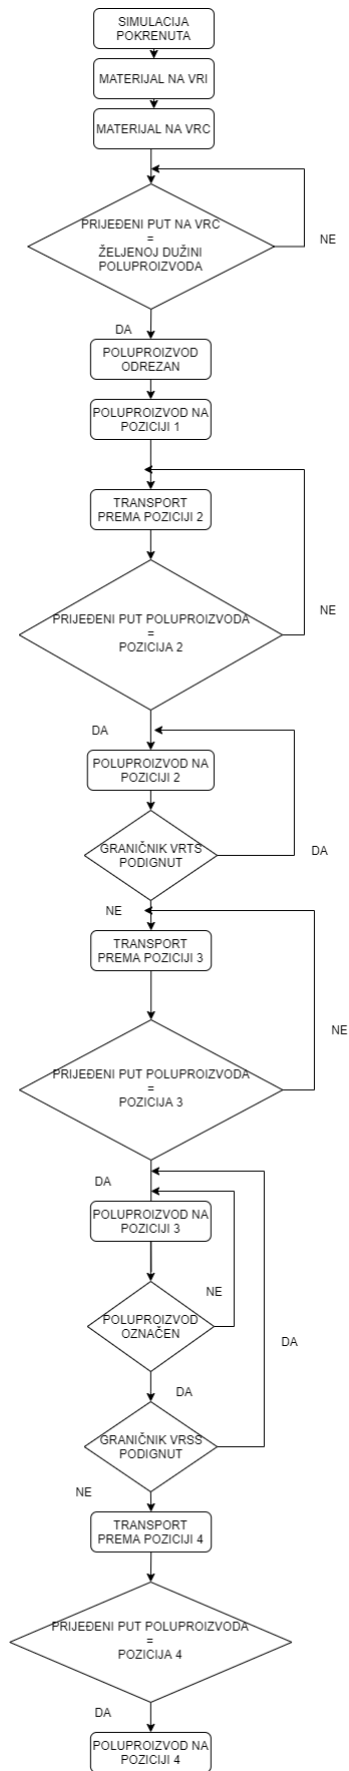 SIMULACIJA
POKRENUTA
MATERIJAL NA VRI
MATERIJAL NA VRC
PRIJEĐENI PUT NA VRC
=
ŽELJENOJ DUŽINI
POLUPROIZVODA
NE
DA
POLUPROIZVOD
ODREZAN
POLUPROIZVOD NA
POZICIJI 1
TRANSPORT
PREMA POZICIJI 2
PRIJEĐENI PUT POLUPROIZVODA
=
POZICIJA 2
NE
DA
POLUPROIZVOD NA
POZICIJI 2
GRANIČNIK VRTS
PODIGNUT
DA
NE
TRANSPORT
PREMA POZICIJI 3
NE
PRIJEĐENI PUT POLUPROIZVODA
=
POZICIJA 3
DA
POLUPROIZVOD NA
POZICIJI 3
NE
POLUPROIZVOD
OZNAČEN
DA
DA
GRANIČNIK VRSS
PODIGNUT
NE
TRANSPORT
PREMA POZICIJI 4
PRIJEĐENI PUT POLUPROIZVODA
=
POZICIJA 4
DA
POLUPROIZVOD NA
POZICIJI 4